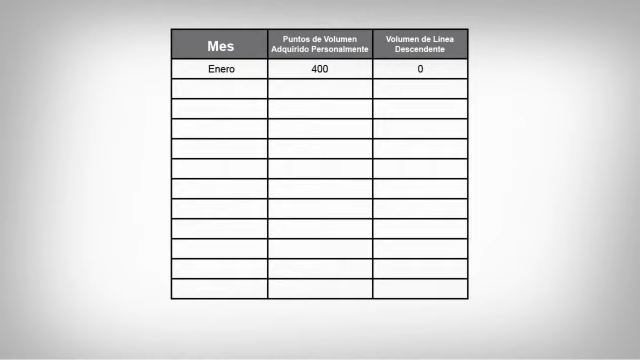 Mes
Puntos de Volumen
Adquirido Personalmente
Volumen de Línea
Descendente
Enero 400 0